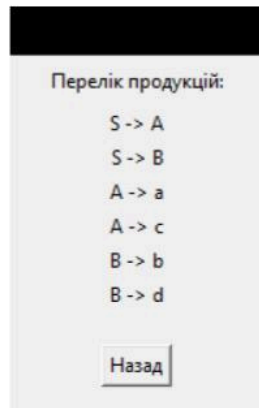 Перелік продукцій:
S -> A
S -> B
A -> a
A -> c
B -> b
B -> d
Назад